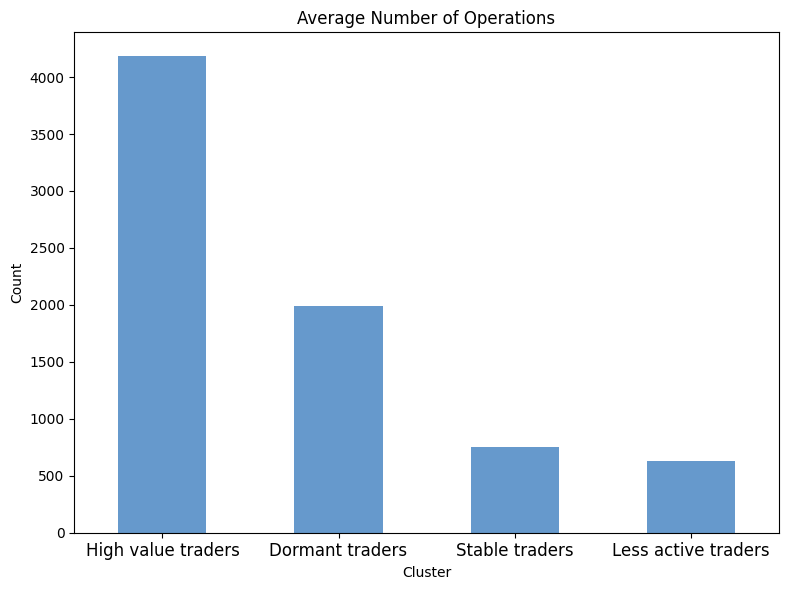 Average Number of Operations
Count
4000
3500
3000
2500
2000
1500
1000
500
0
High value traders
Dormant traders
Stable traders
Less active traders
Cluster